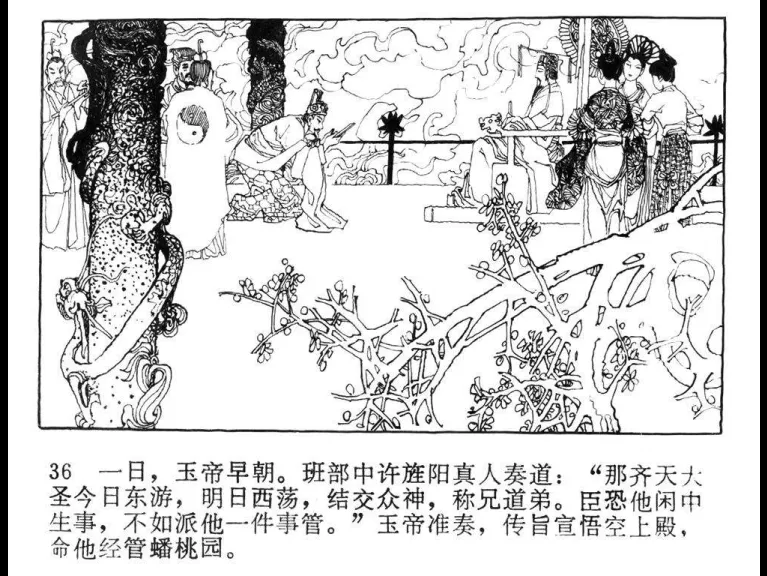 36 一日，玉帝早朝。班部中许旌阳真人奏道：“那齐天大
圣今日东游，明日西荡，结交众神，称兄道弟。臣恐他闲中
生事，不如派他一件事管。”玉帝准奏，传旨宣悟空上殿，
命他经管蟠桃园。